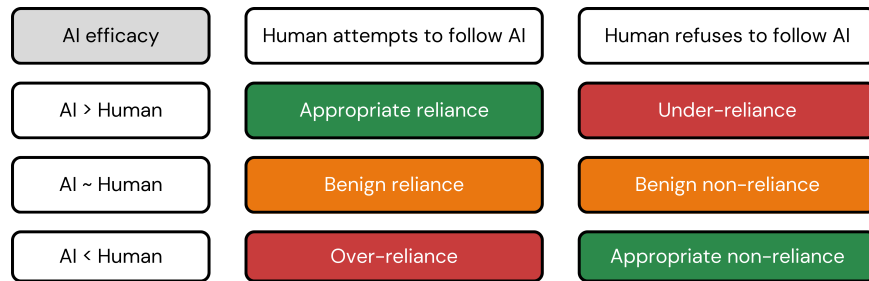 AI efficacy
Human attempts to follow AI
Human refuses to follow AI
AI > Human
Appropriate reliance
Under-reliance
AI ~ Human
Benign reliance
Benign non-reliance
AI < Human
Over-reliance
Appropriate non-reliance